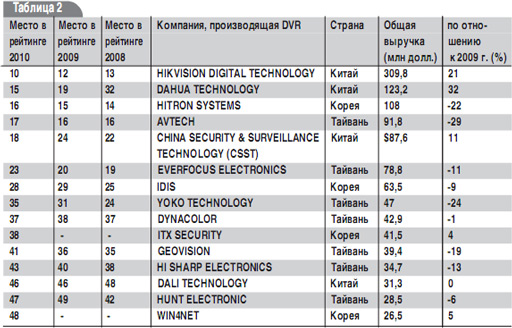 Таблица 2
Место в рейтинге 2010 Место в рейтинге 2009 Место в рейтинге 2008 Компания, производящая DVR Страна Общая выручка (млн долл.) по отно-шению к 2009 г. (%)
10 12 13 HIKVISION DIGITAL TECHNOLOGY Китай 309,8 21
15 19 32 DAHUA TECHNOLOGY Китай 123,2 32
16 15 14 HITRON SYSTEMS Корея 108 -22
17 16 16 AVTECH Тайвань 91,8 -29
18 24 22 CHINA SECURITY & SURVEILLANCE TECHNOLOGY (CSST) Китай $87,6 11
23 20 19 EVERFOCUS ELECTRONICS Тайвань 78,8 -11
28 29 25 IDIS Корея 63,5 -9
35 31 24 YOKO TECHNOLOGY Тайвань 47 -24
37 38 37 DYNACOLOR Тайвань 42,9 -1
38 - - ITX SECURITY Корея 41,5 4
41 36 35 GEOVISION Тайвань 39,4 -19
43 40 38 HI SHARP ELECTRONICS Тайвань 34,7 -13
46 46 48 DALI TECHNOLOGY Китай 31,3 0
47 49 42 HUNT ELECTRONIC Тайвань 28,5 -6
48 - - WIN4NET Корея 26,5 5